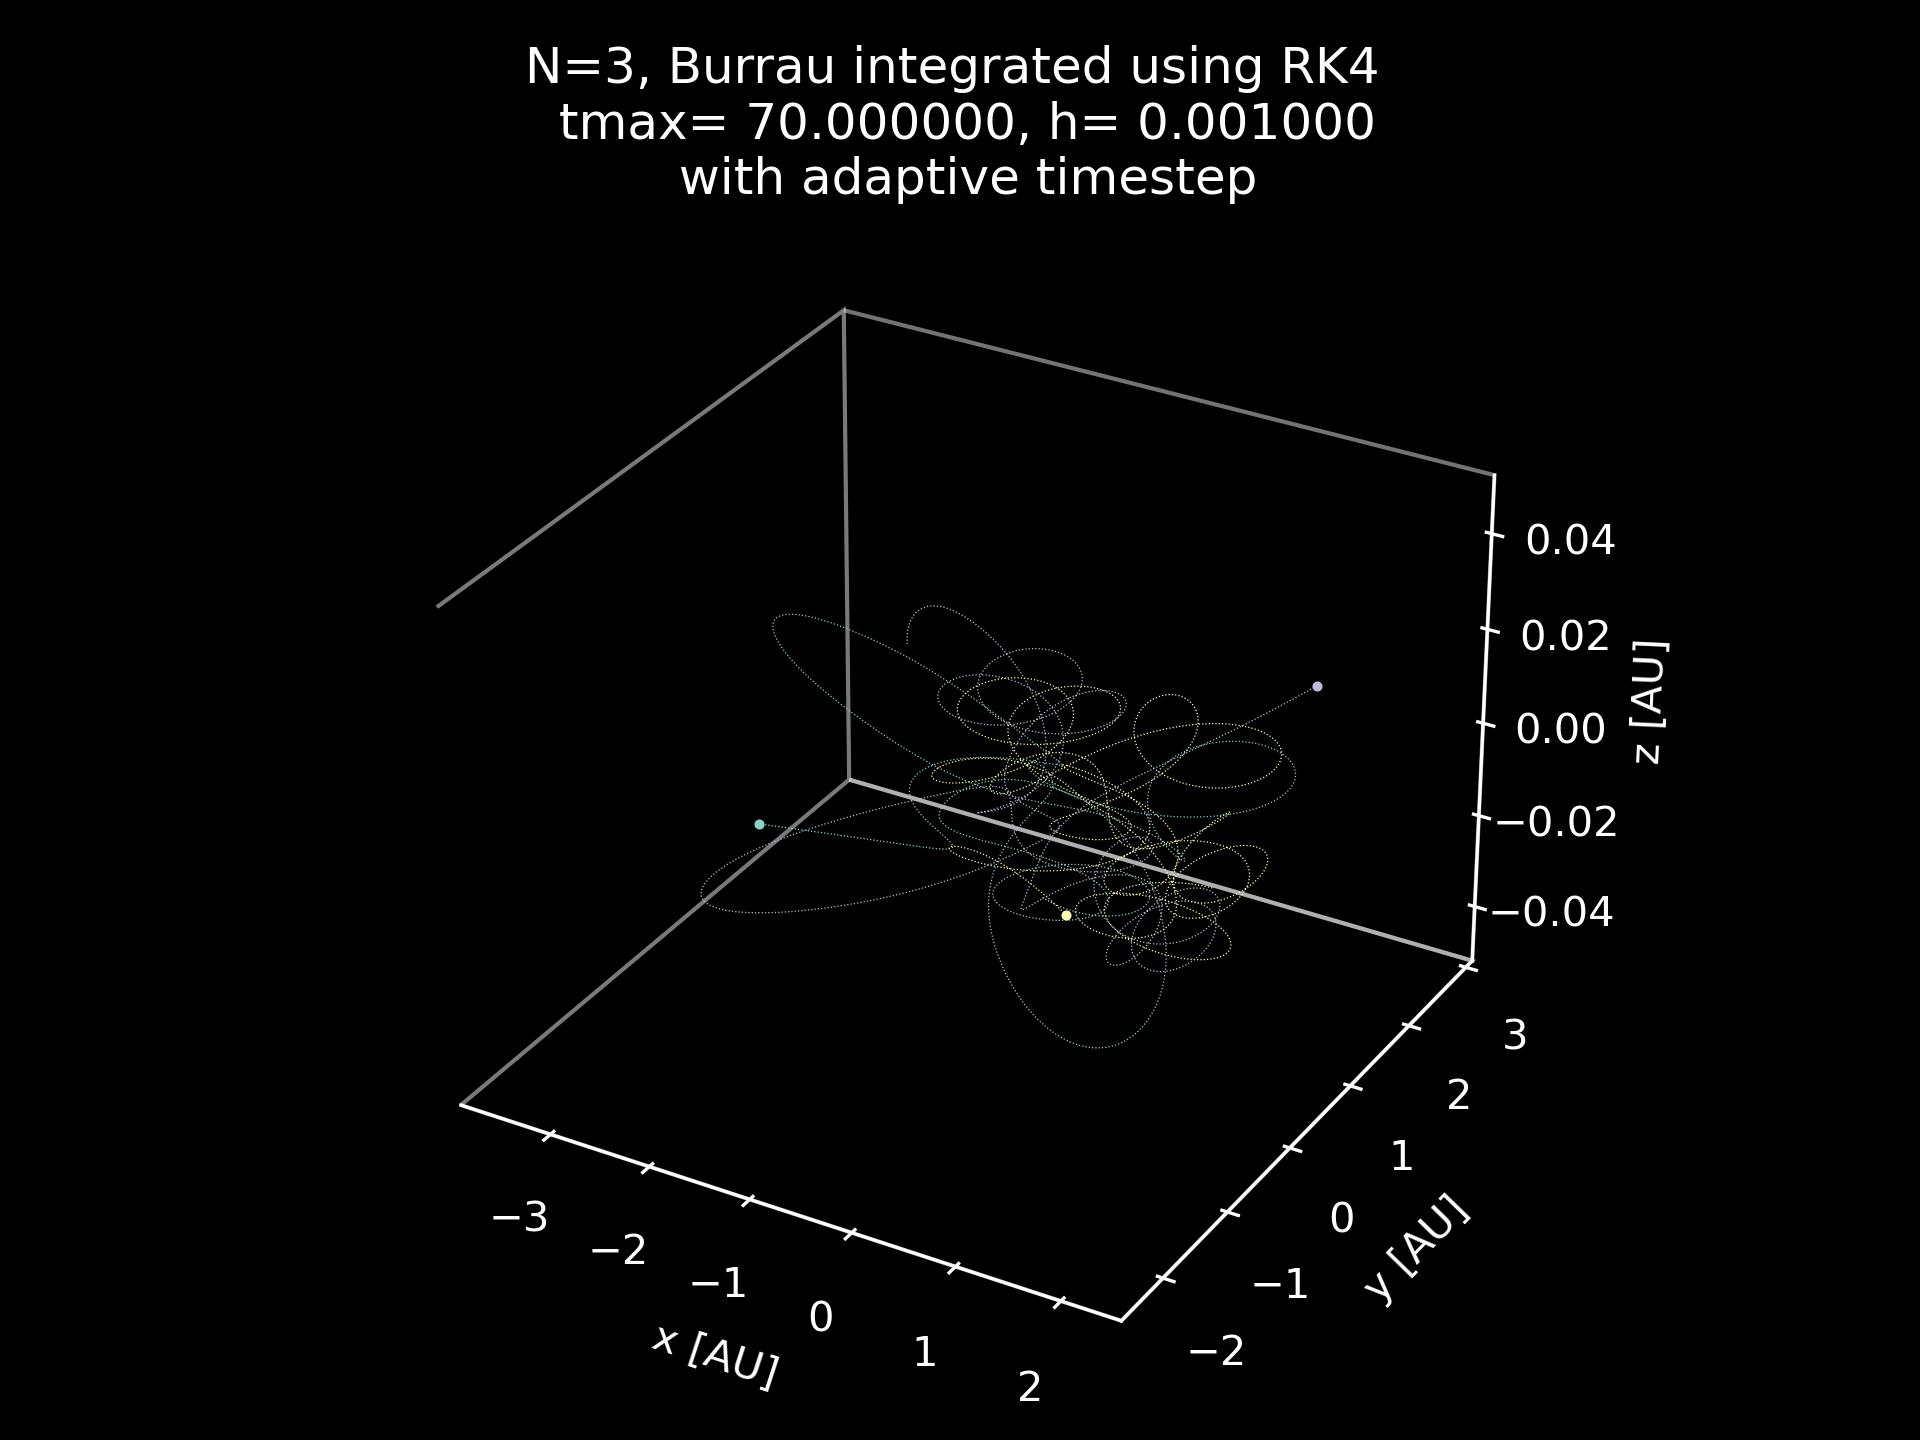 N=3, Burrau integrated using RK4
tmax= 70.000000, h= 0.001000
with adaptive timestep
0.04
0.02
0.00
−0.02
−0.04
z [AU]
3
2
1
0
−1
−2
y [AU]
−3
−2
−1
0
1
2
x [AU]